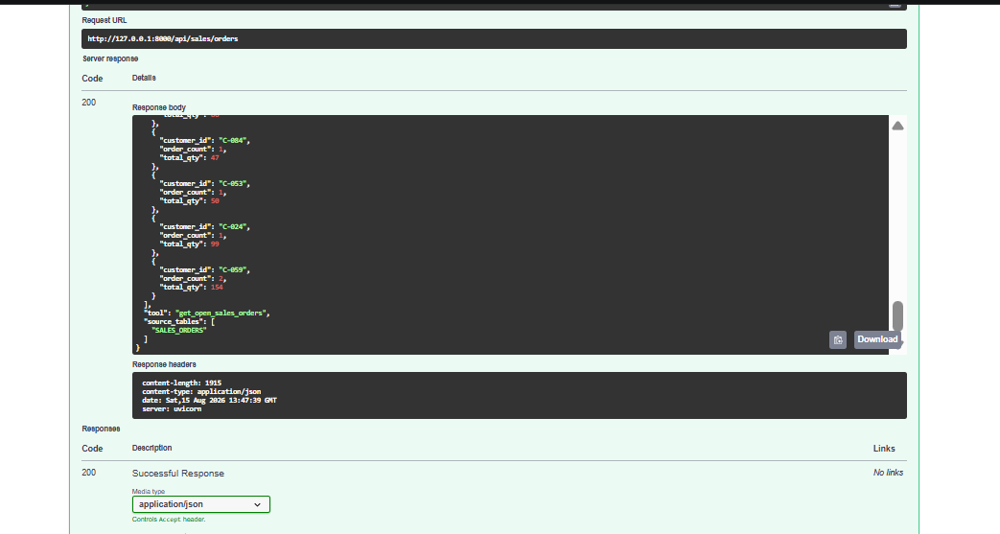 Request URL
http://127.0.0.1:8000/api/sales/orders
Server response
Code Details
200
Response body
"total_qty":
},
{
"customer_id": "C-084",
"order_count": 1,
"total_qty": 47
},
{
"customer_id": "C-053",
"order_count": 1,
"total_qty": 50
},
{
"customer_id": "C-024",
"order_count": 1,
"total_qty": 99
},
{
"customer_id": "C-059",
"order_count": 2,
"total_qty": 154
}
],
"tool": "get_open_sales_orders",
"source_tables": [
"SALES_ORDERS"
]
}
Download
Response headers
content-length: 1915
content-type: application/json
date: Sat,15 Aug 2026 13:47:39 GMT
server: uvicorn
Responses
Code Description Links
200 Successful Response No links
Media type
application/json
Controls Accept header.